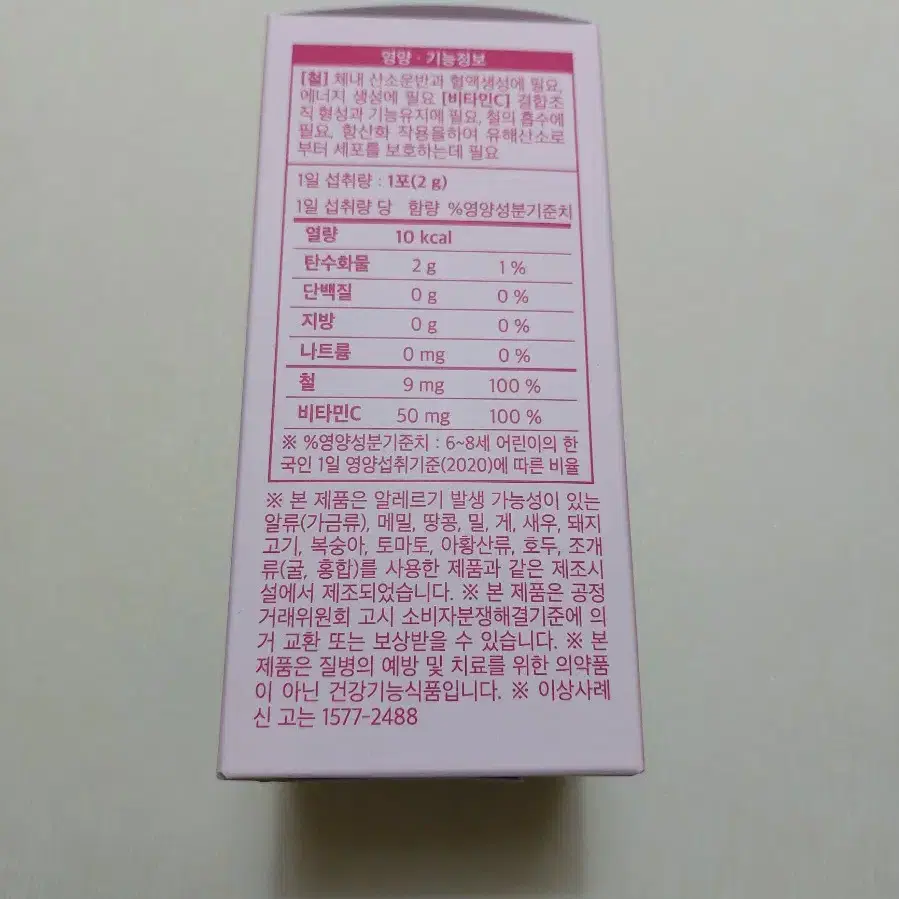 영양 · 기능정보
[철] 체내 산소운반과 혈액생성에 필요,
에너지 생성에 필요 [비타민C] 결합조
직 형성과 기능유지에 필요, 철의 흡수에
필요, 항산화 작용을하여 유해산소로
부터 세포를 보호하는데 필요
1일 섭취량 : 1포(2 g)
1일 섭취량 당 함량 %영양성분기준치
열량 10 kcal
탄수화물 2 g 1 %
단백질 0 g 0 %
지방 0 g 0 %
나트륨 0 mg 0 %
철 9 mg 100 %
비타민C 50 mg 100 %
※ %영양성분기준치 : 6~8세 어린이의 한
국인 1일 영양섭취기준(2020)에 따른 비율
※ 본 제품은 알레르기 발생 가능성이 있는
알류(가금류), 메밀, 땅콩, 밀, 게, 새우, 돼지
고기, 복숭아, 토마토, 아황산류, 호두, 조개
류(굴, 홍합)를 사용한 제품과 같은 제조시
설에서 제조되었습니다. ※ 본 제품은 공정
거래위원회 고시 소비자분쟁해결기준에 의
거 교환 또는 보상받을 수 있습니다. ※ 본
제품은 질병의 예방 및 치료를 위한 의약품
이 아닌 건강기능식품입니다. ※ 이상사례
신 고는 1577-2488